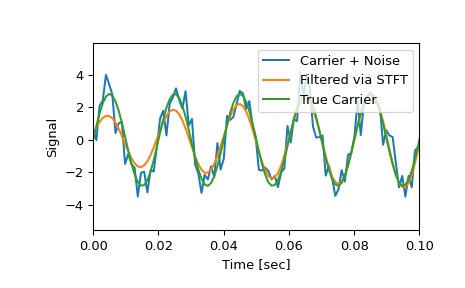 Carrier + Noise
Filtered via STFT
True Carrier
Signal
4
2
0
−2
−4
0.00
0.02
0.04
0.06
0.08
0.10
Time [sec]